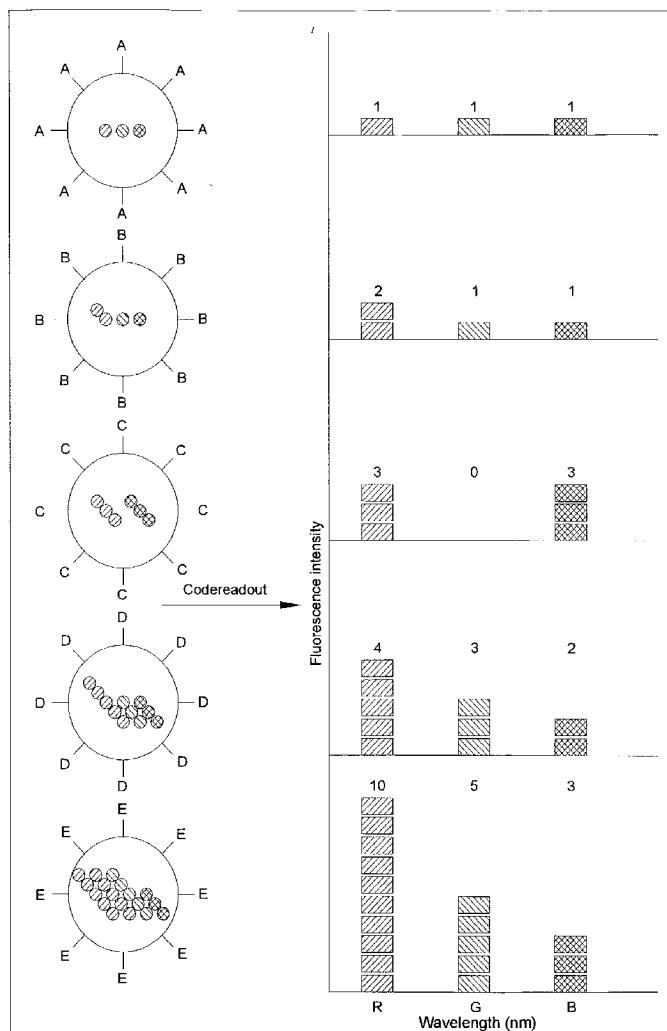 A
A A
A A
A A
A
B
B B
B B
B B
B
C
C C
C C
C C
C
D
D D
D D
D D
D
E
E E
E E
E E
E
Codereadout
Fluorescence intensity
1 1 1
2 1 1
3 0 3
4 3 2
10 5 3
R G B
Wavelength (nm)